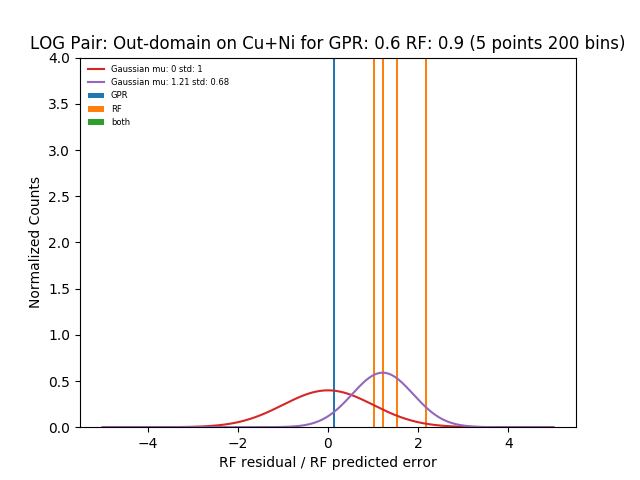 LOG Pair: Out-domain on Cu+Ni for GPR: 0.6 RF: 0.9 (5 points 200 bins)
4.0
3.5
3.0
2.5
2.0
1.5
1.0
0.5
0.0
Normalized Counts
Gaussian mu: 0 std: 1
Gaussian mu: 1.21 std: 0.68
GPR
RF
both
−4 −2 0 2 4
RF residual / RF predicted error